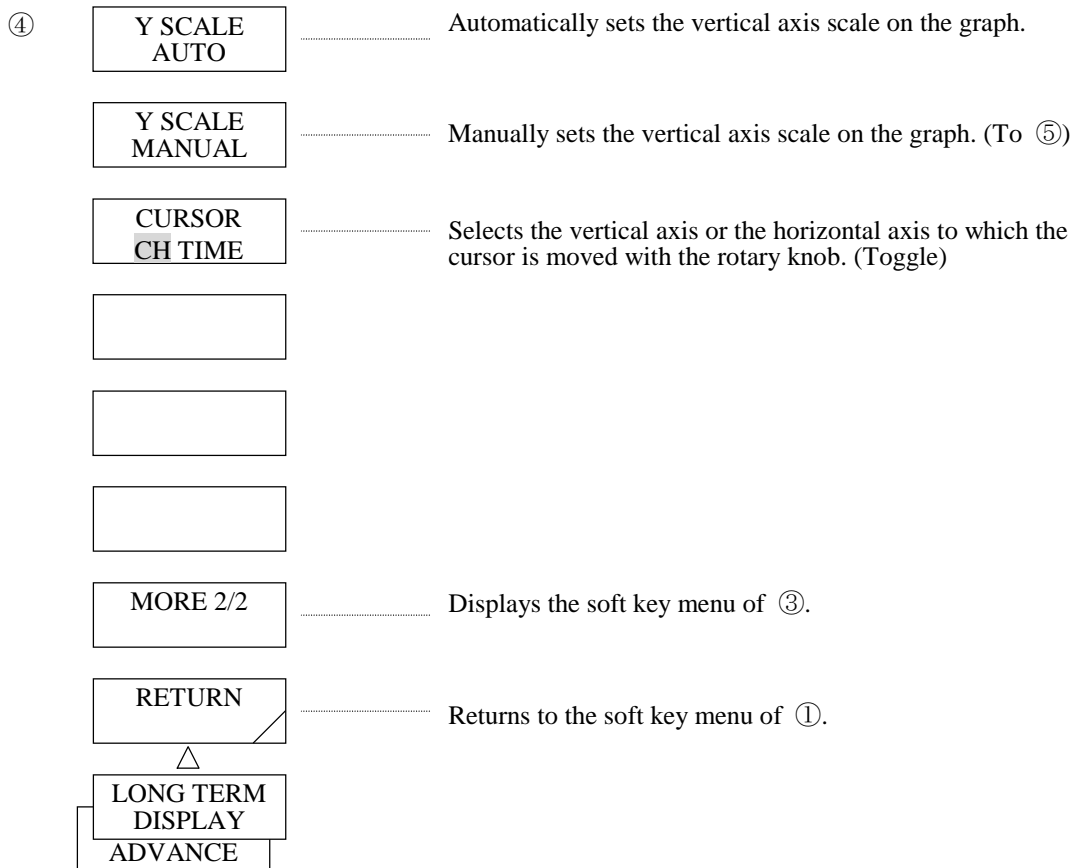 ④
Y SCALE
AUTO
Automatically sets the vertical axis scale on the graph.
Y SCALE
MANUAL
Manually sets the vertical axis scale on the graph. (To ⑤)
CURSOR
CH TIME
Selects the vertical axis or the horizontal axis to which the
cursor is moved with the rotary knob. (Toggle)
MORE 2/2
Displays the soft key menu of ③.
RETURN
Returns to the soft key menu of ①.
LONG TERM
DISPLAY
ADVANCE